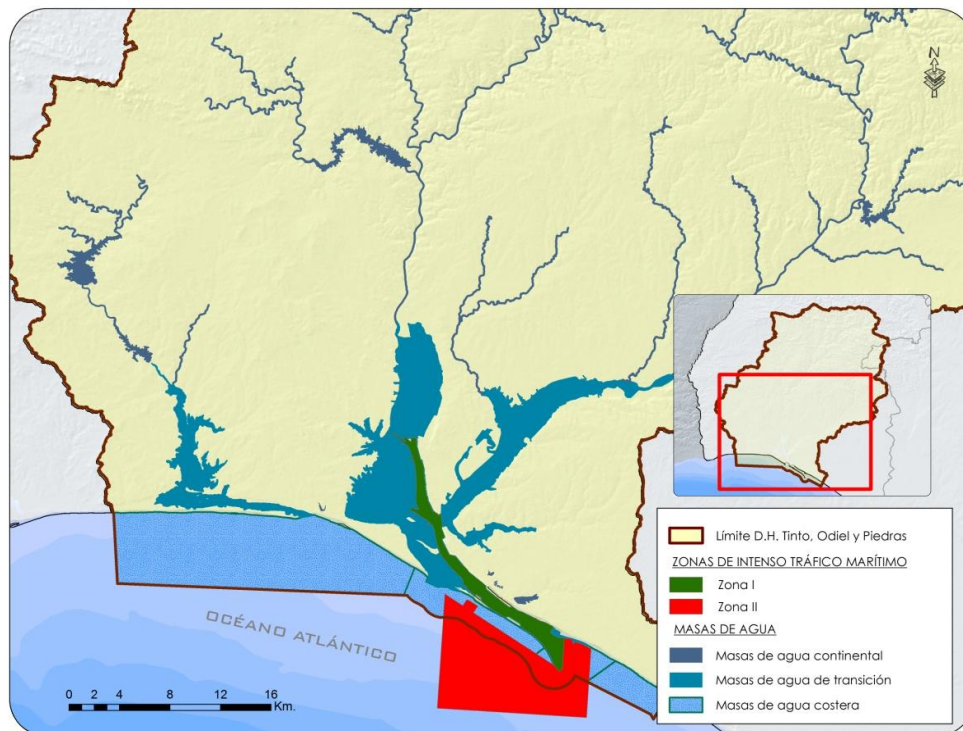 N
Límite D.H. Tinto, Odiel y Piedras
ZONAS DE INTENSO TRÁFICO MARÍTIMO
Zona I
Zona II
MASAS DE AGUA
Masas de agua continental
Masas de agua de transición
Masas de agua costera
OCÉANO ATLÁNTICO
0 2 4 8 12 16
Km.